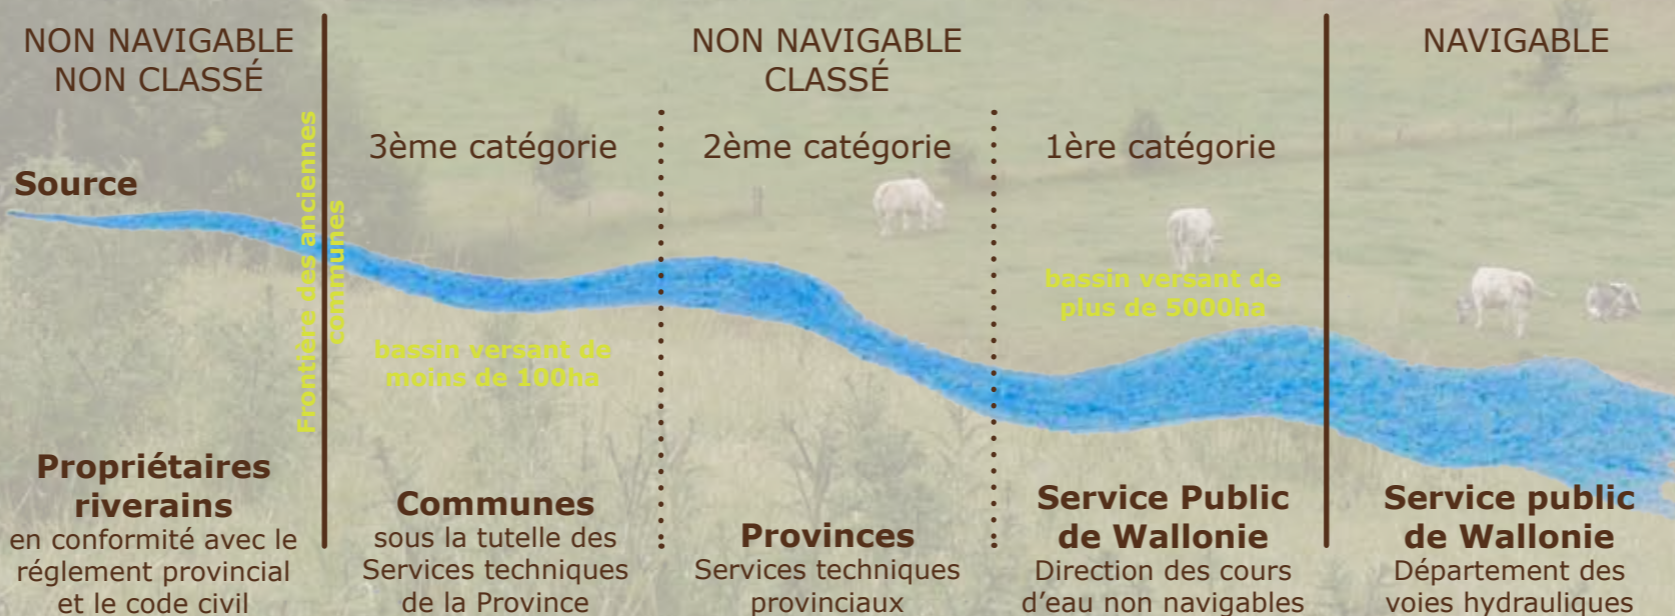 NON NAVIGABLE
NON CLASSÉ
NON NAVIGABLE
CLASSÉ
NAVIGABLE
3ème catégorie
2ème catégorie
1ère catégorie
Source
Frontière des anciennes
communes
bassin versant de
moins de 100ha
bassin versant de
plus de 5000ha
Propriétaires
riverains
en conformité avec le
réglement provincial
et le code civil
Communes
sous la tutelle des
Services techniques
de la Province
Provinces
Services techniques
provinciaux
Service Public
de Wallonie
Direction des cours
d'eau non navigables
Service public
de Wallonie
Département des
voies hydrauliques